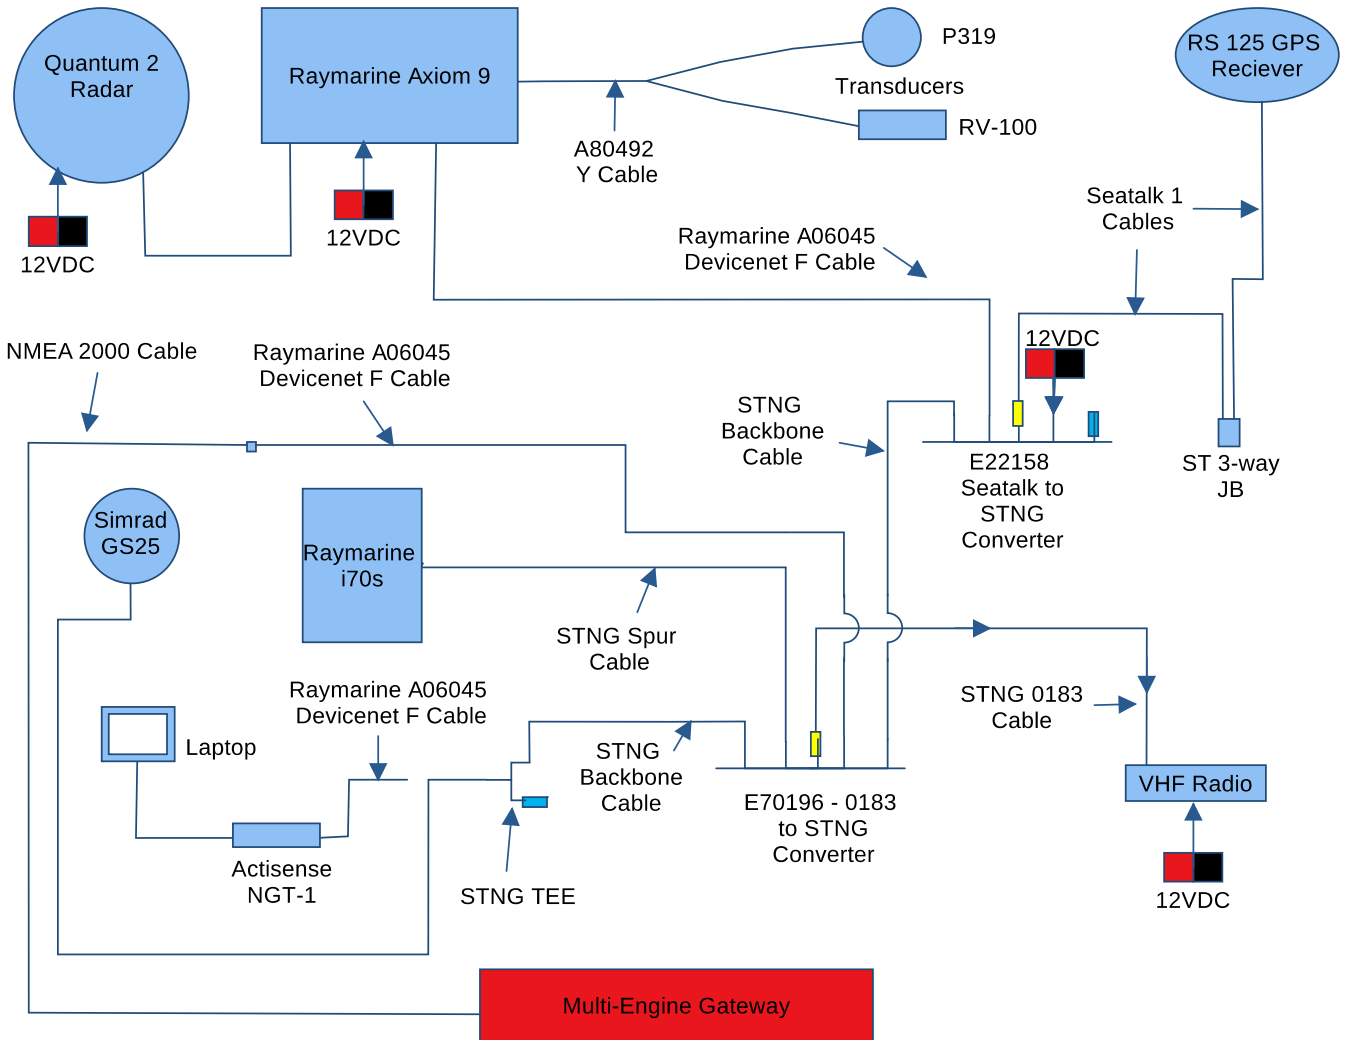 Quantum 2
Radar
12VDC
Raymarine Axiom 9
12VDC
A80492
Y Cable
P319
Transducers
RV-100
RS 125 GPS
Reciever
Seatalk 1
Cables
Raymarine A06045
Devicenet F Cable
12VDC
NMEA 2000 Cable
Raymarine A06045
Devicenet F Cable
STNG
Backbone
Cable
E22158
Seatalk to
STNG
Converter
ST 3-way
JB
Simrad
GS25
Raymarine
i70s
STNG Spur
Cable
Raymarine A06045
Devicenet F Cable
Laptop
STNG
Backbone
Cable
STNG 0183
Cable
VHF Radio
12VDC
E70196 - 0183
to STNG
Converter
Actisense
NGT-1
STNG TEE
Multi-Engine Gateway